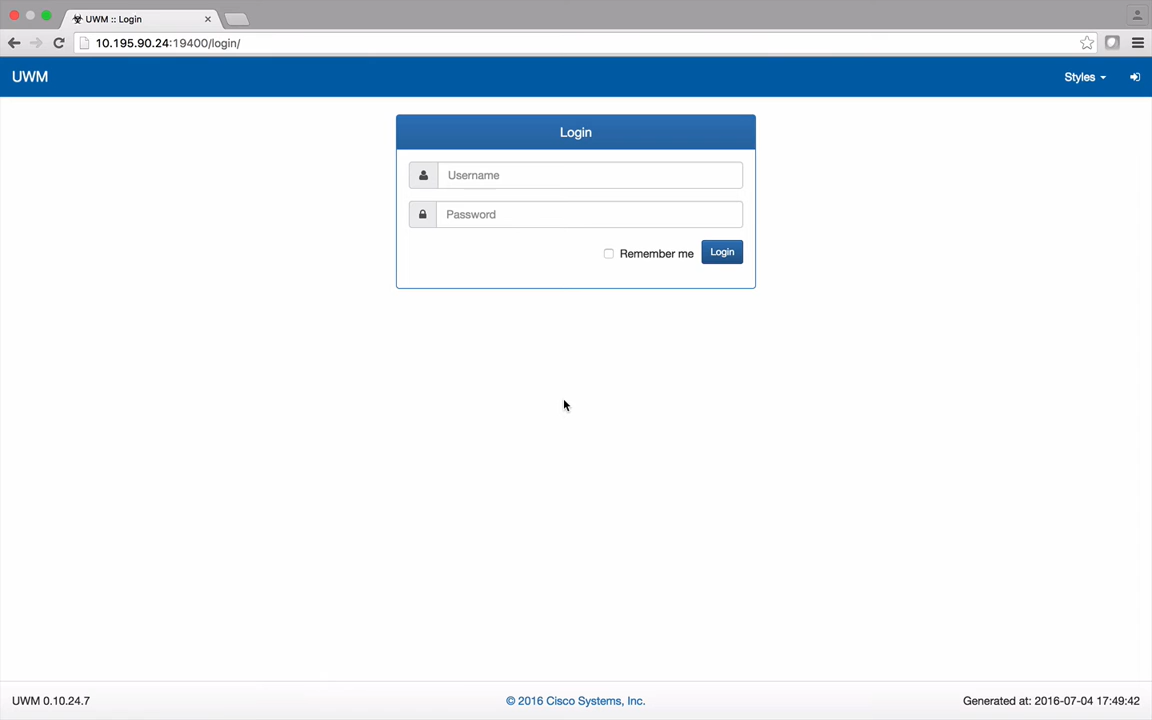 UWM :: Login
10.195.90.24:19400/login/
UWM
Styles
Login
Username
Password
Remember me
Login
UWM 0.10.24.7
© 2016 Cisco Systems, Inc.
Generated at: 2016-07-04 17:49:42